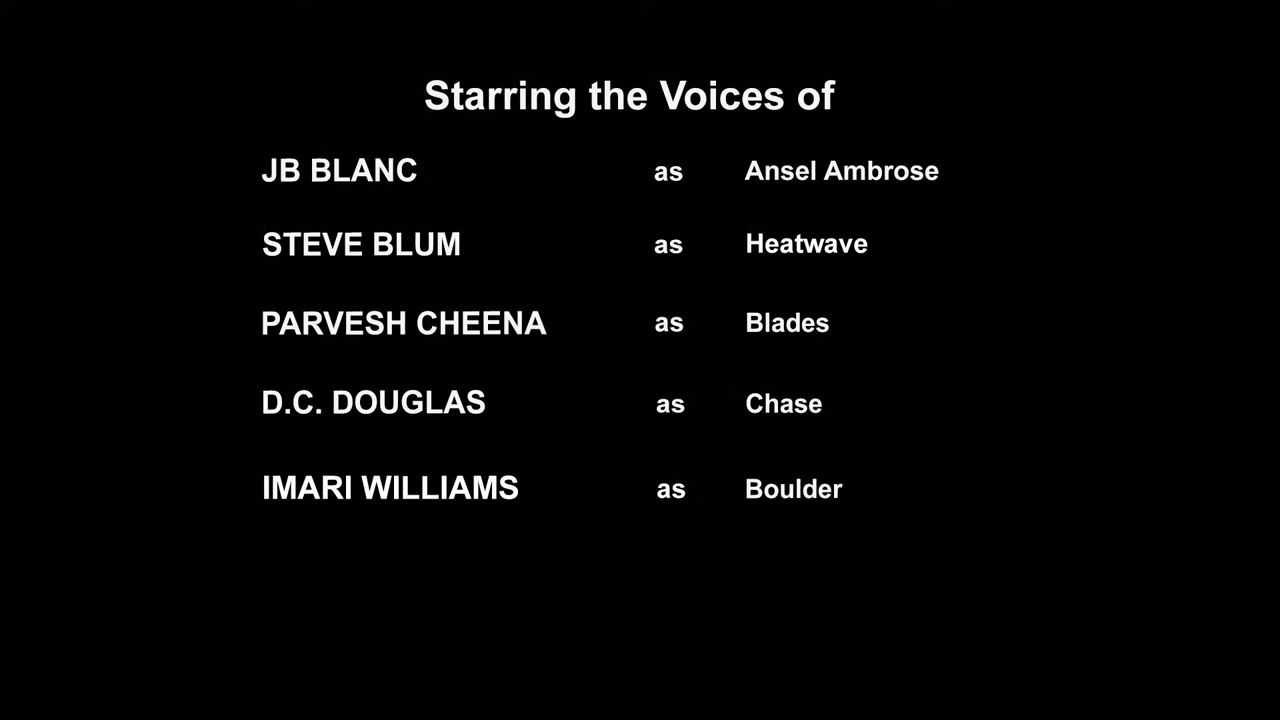 Starring the Voices of
JB BLANC as Ansel Ambrose
STEVE BLUM as Heatwave
PARVESH CHEENA as Blades
D.C. DOUGLAS as Chase
IMARI WILLIAMS as Boulder